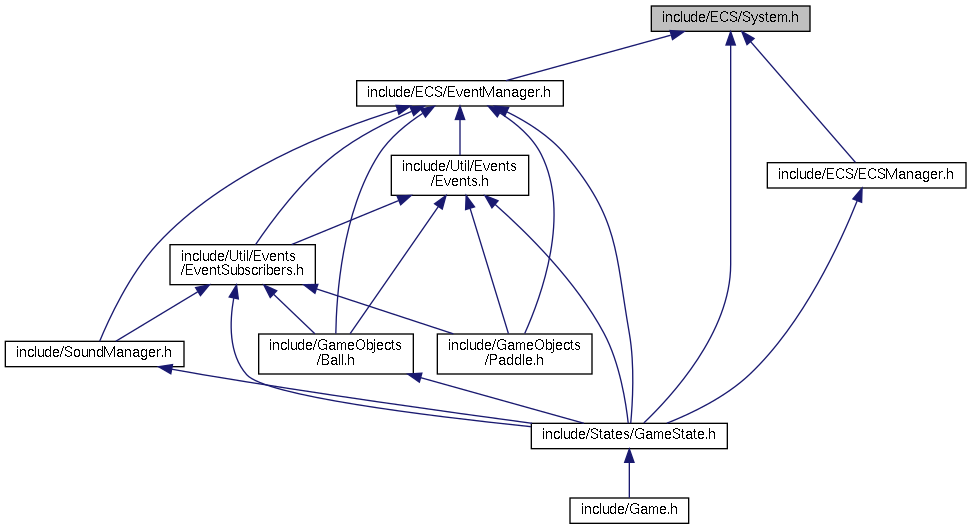 include/ECS/System.h
include/ECS/EventManager.h
include/Util/Events
/Events.h
include/ECS/ECSManager.h
include/Util/Events
/EventSubscribers.h
include/SoundManager.h
include/GameObjects
/Ball.h
include/GameObjects
/Paddle.h
include/States/GameState.h
include/Game.h